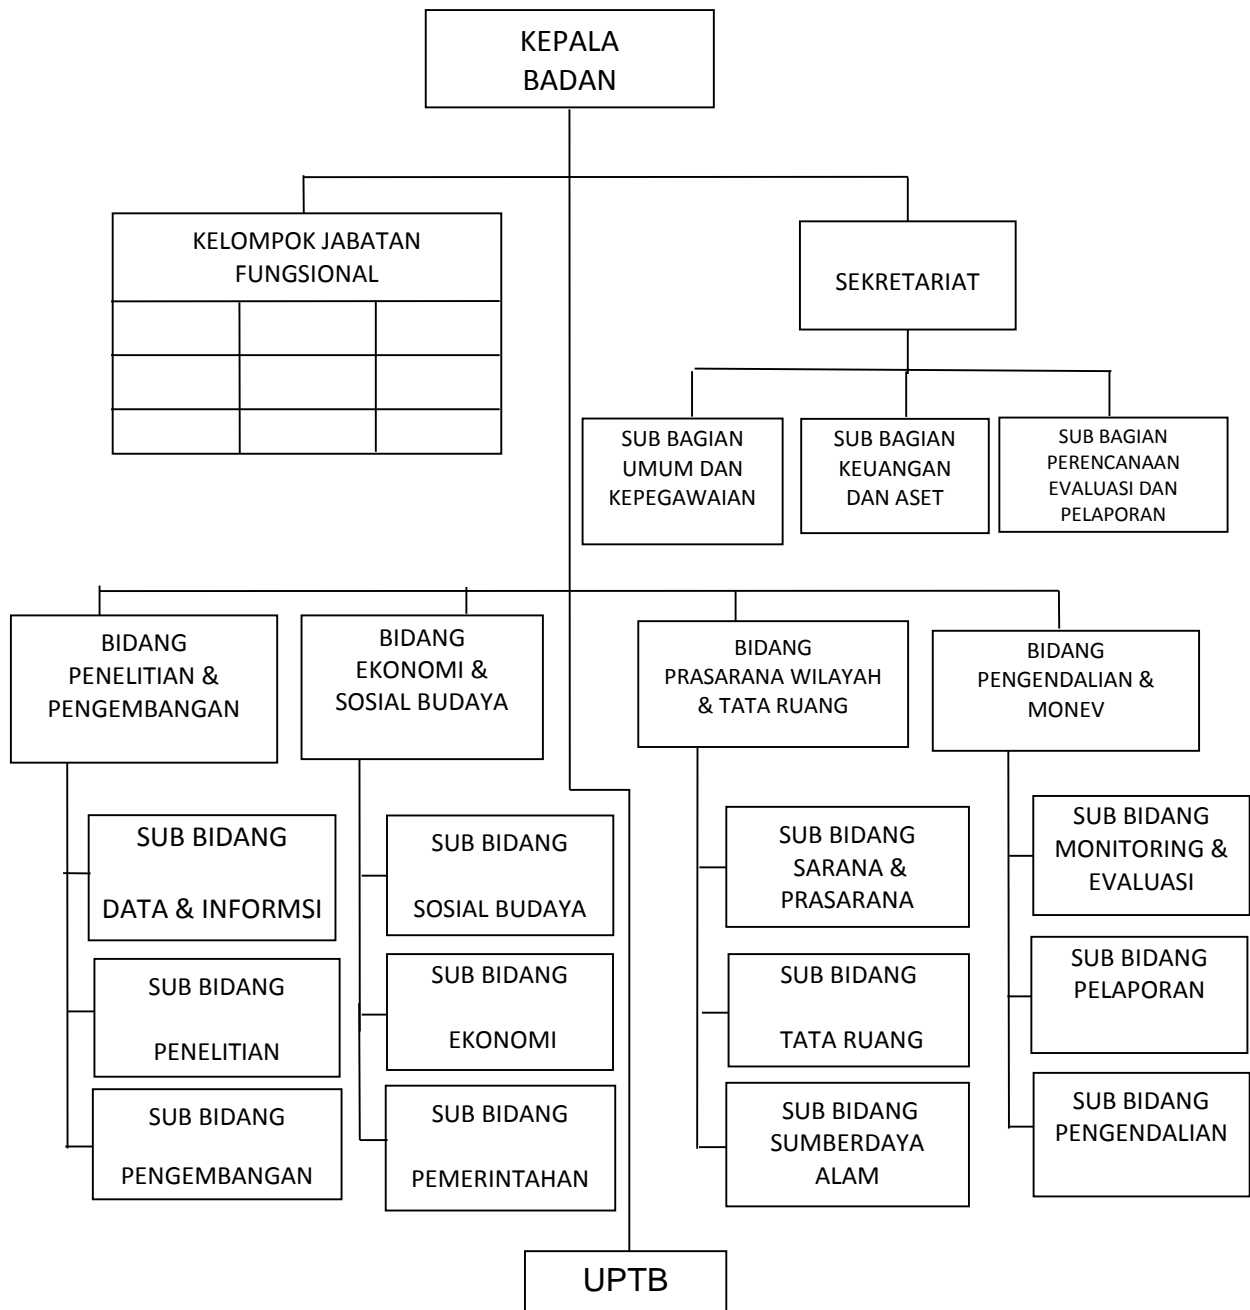 KEPALA
BADAN
KELOMPOK JABATAN
FUNGSIONAL
SEKRETARIAT
SUB BAGIAN
UMUM DAN
KEPEGAWAIAN
SUB BAGIAN
KEUANGAN
DAN ASET
SUB BAGIAN
PERENCANAAN
EVALUASI DAN
PELAPORAN
BIDANG
PENELITIAN &
PENGEMBANGAN
BIDANG
EKONOMI &
SOSIAL BUDAYA
BIDANG
PRASARANA WILAYAH
& TATA RUANG
BIDANG
PENGENDALIAN &
MONEV
SUB BIDANG
DATA & INFORMSI
SUB BIDANG
SOSIAL BUDAYA
SUB BIDANG
SARANA &
PRASARANA
SUB BIDANG
MONITORING &
EVALUASI
SUB BIDANG
PENELITIAN
SUB BIDANG
EKONOMI
SUB BIDANG
TATA RUANG
SUB BIDANG
PELAPORAN
SUB BIDANG
PENGEMBANGAN
SUB BIDANG
PEMERINTAHAN
SUB BIDANG
SUMBERDAYA
ALAM
SUB BIDANG
PENGENDALIAN
UPTB